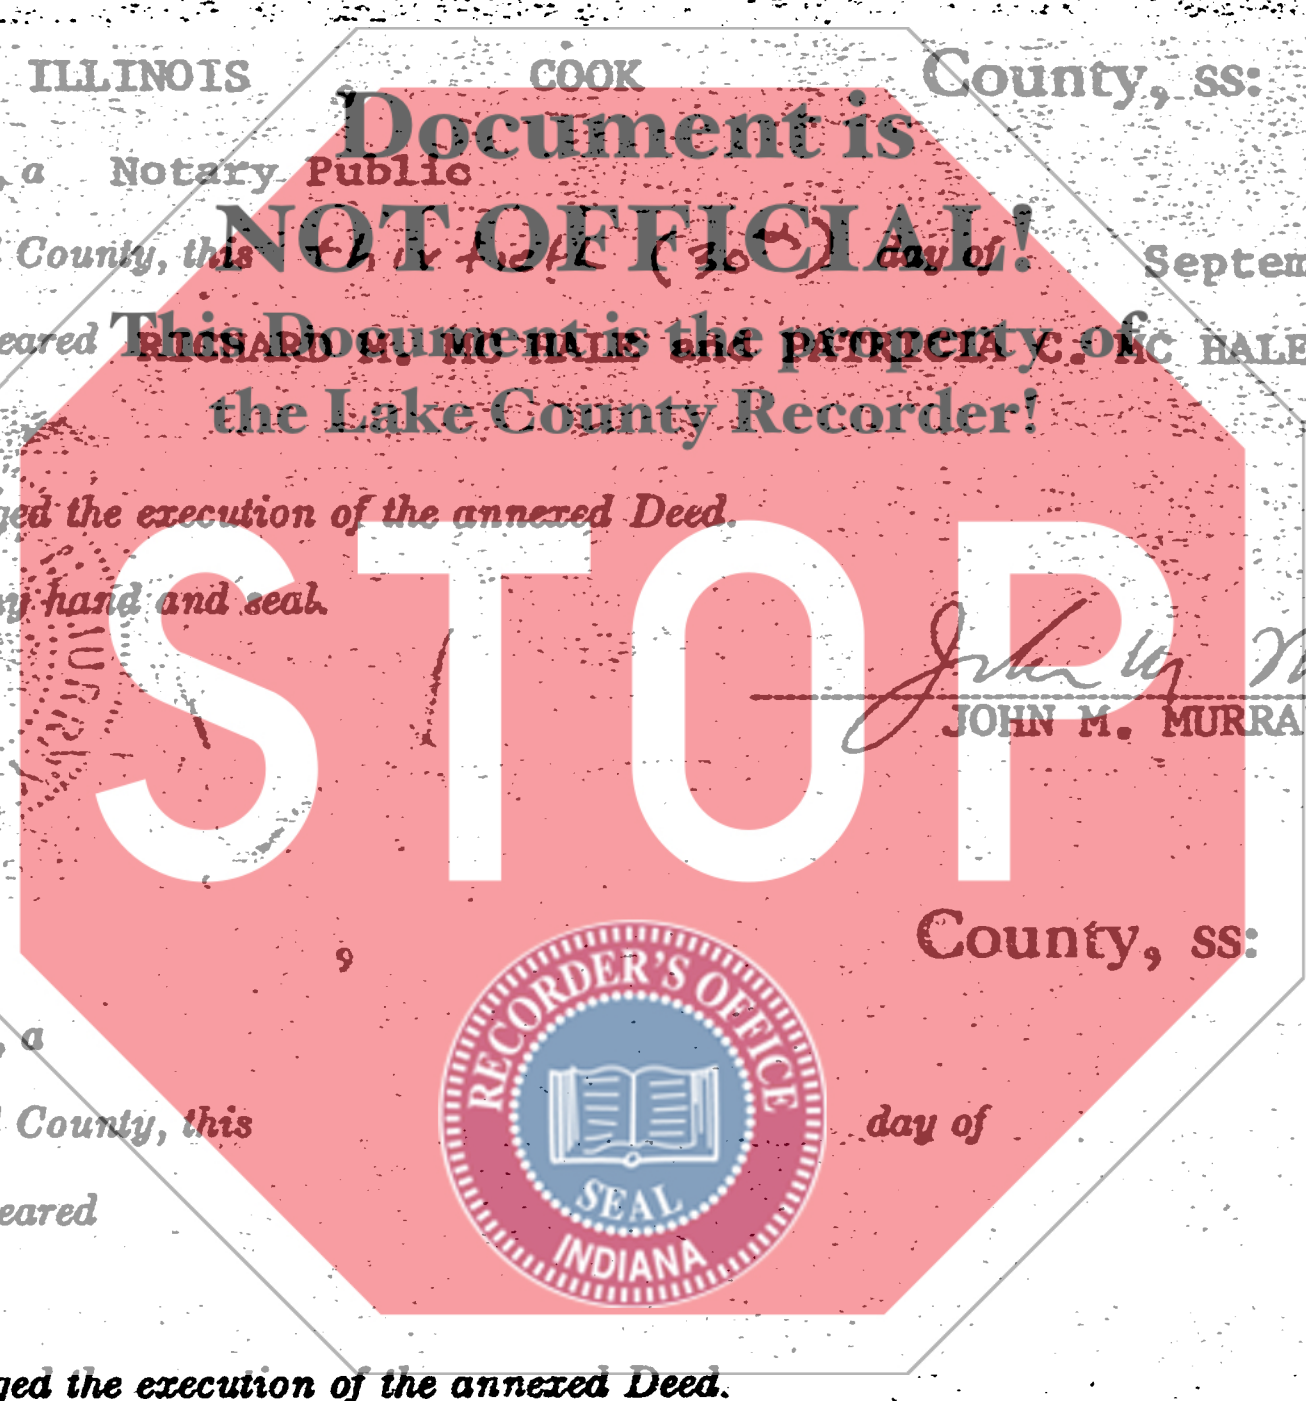 ILLINOIS COOK County, ss:
Document is
, a Notary Public
NOT OFFICIAL!
County, this thirtieth (30th) day of Septem
This Document is the property of
eared RICHARD M. MC HALE and PATRICIA C. MC HALE
the Lake County Recorder!
ged the execution of the annexed Deed.
STOP
hand and seal.
JOHN M. MURRA
, County, ss:
RECORDER'S OFFICE
, a
County, this day of
SEAL
eared
INDIANA
ged the execution of the annexed Deed.